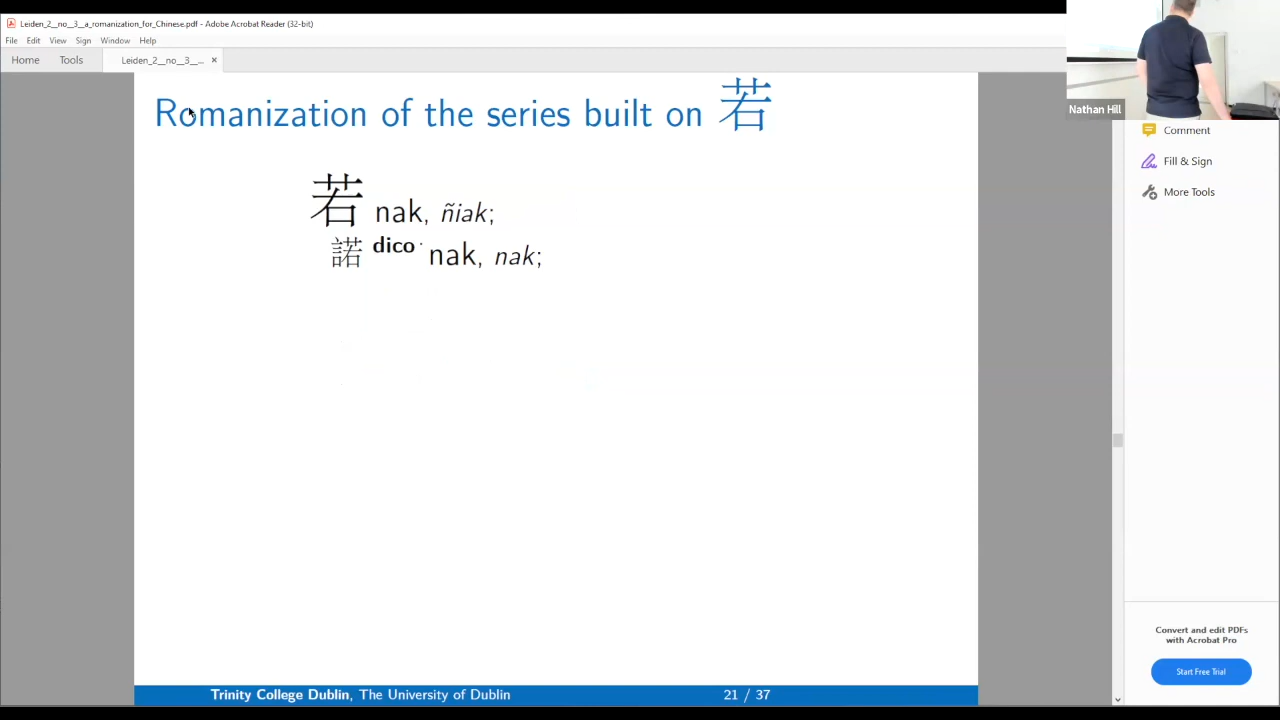 Leiden_2__no__3__a_romanization_for_Chinese.pdf - Adobe Acrobat Reader (32-bit)
File Edit View Sign Window Help
Home Tools Leiden_2__no__3__... ×
Romanization of the series built on 若
若 nak, ñiak;
諾 dico· nak, nak;
Trinity College Dublin, The University of Dublin 21 / 37
Nathan Hill
Comment
Fill & Sign
More Tools
Convert and edit PDFs
with Acrobat Pro
Start Free Trial